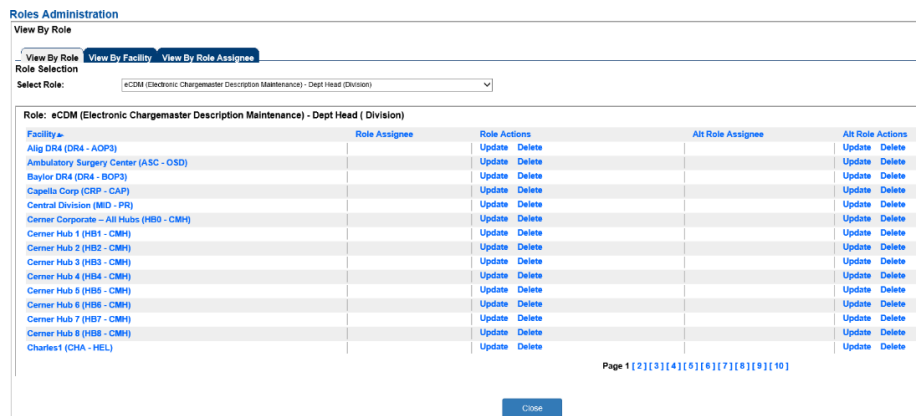 Roles Administration
View By Role
View By Role View By Facility View By Role Assignee
Role Selection
Select Role: eCDM (Electronic Chargemaster Description Maintenance) - Dept Head (Division)
Role: eCDM (Electronic Chargemaster Description Maintenance) - Dept Head ( Division)
Facility Role Assignee Role Actions Alt Role Assignee Alt Role Actions
Alig DR4 (DR4 - AOP3) Update Delete Update Delete
Ambulatory Surgery Center (ASC - OSD) Update Delete Update Delete
Baylor DR4 (DR4 - BOP3) Update Delete Update Delete
Capella Corp (CRP - CAP) Update Delete Update Delete
Central Division (MID - PR) Update Delete Update Delete
Cerner Corporate – All Hubs (HB0 - CMH) Update Delete Update Delete
Cerner Hub 1 (HB1 - CMH) Update Delete Update Delete
Cerner Hub 2 (HB2 - CMH) Update Delete Update Delete
Cerner Hub 3 (HB3 - CMH) Update Delete Update Delete
Cerner Hub 4 (HB4 - CMH) Update Delete Update Delete
Cerner Hub 5 (HB5 - CMH) Update Delete Update Delete
Cerner Hub 6 (HB6 - CMH) Update Delete Update Delete
Cerner Hub 7 (HB7 - CMH) Update Delete Update Delete
Cerner Hub 8 (HB8 - CMH) Update Delete Update Delete
Charles1 (CHA - HEL) Update Delete Update Delete
Page 1 [ 2 ] [ 3 ] [ 4 ] [ 5 ] [ 6 ] [ 7 ] [ 8 ] [ 9 ] [ 10 ]
Close